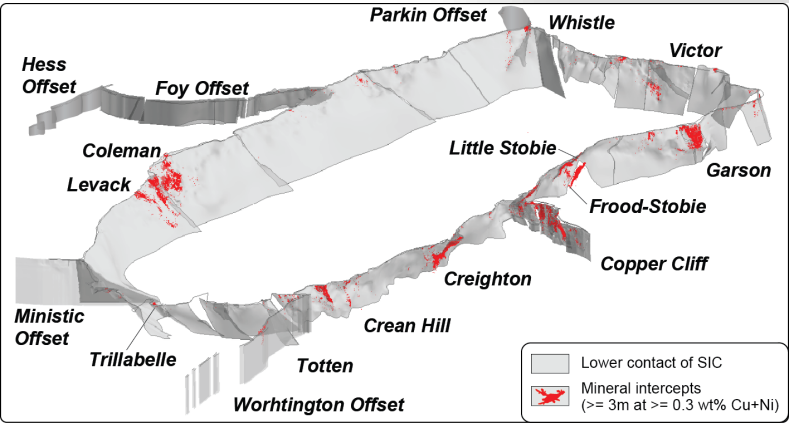 Parkin Offset
Whistle
Victor
Hess
Offset
Foy Offset
Coleman
Levack
Little Stobie
Garson
Frood-Stobie
Copper Cliff
Creighton
Ministic
Offset
Crean Hill
Trillabelle
Totten
Worhtington Offset
Lower contact of SIC
Mineral intercepts
(>= 3m at >= 0.3 wt% Cu+Ni)